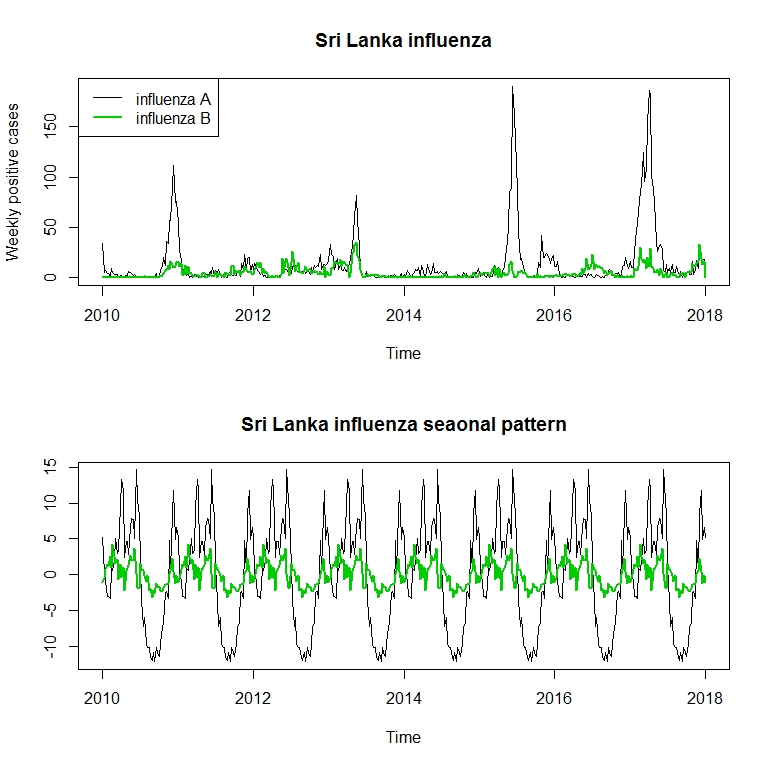 Sri Lanka influenza
Weekly positive cases
influenza A
influenza B
150
100
50
0
2010 2012 2014 2016 2018
Time
Sri Lanka influenza seaonal pattern
15
10
5
0
-5
-10
2010 2012 2014 2016 2018
Time